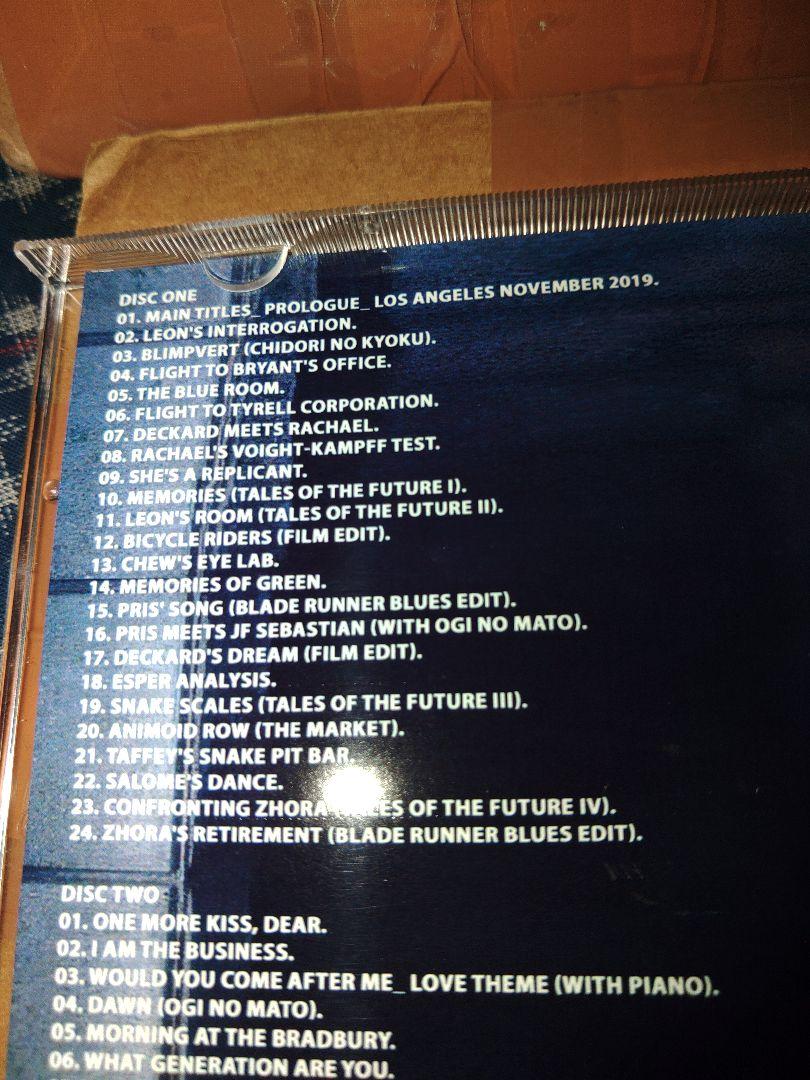 DISC ONE
01. MAIN TITLES_ PROLOGUE_ LOS ANGELES NOVEMBER 2019.
02. LEON'S INTERROGATION.
03. BLIMPVERT (CHIDORI NO KYOKU).
04. FLIGHT TO BRYANT'S OFFICE.
05. THE BLUE ROOM.
06. FLIGHT TO TYRELL CORPORATION.
07. DECKARD MEETS RACHAEL.
08. RACHAEL'S VOIGHT-KAMPFF TEST.
09. SHE'S A REPLICANT.
10. MEMORIES (TALES OF THE FUTURE I).
11. LEON'S ROOM (TALES OF THE FUTURE II).
12. BICYCLE RIDERS (FILM EDIT).
13. CHEW'S EYE LAB.
14. MEMORIES OF GREEN.
15. PRIS' SONG (BLADE RUNNER BLUES EDIT).
16. PRIS MEETS JF SEBASTIAN (WITH OGI NO MATO).
17. DECKARD'S DREAM (FILM EDIT).
18. ESPER ANALYSIS.
19. SNAKE SCALES (TALES OF THE FUTURE III).
20. ANIMOID ROW (THE MARKET).
21. TAFFEY'S SNAKE PIT BAR.
22. SALOME'S DANCE.
23. CONFRONTING ZHORA OF THE FUTURE IV).
24. ZHORA'S RETIREMENT (BLADE RUNNER BLUES EDIT).
DISC TWO
01. ONE MORE KISS, DEAR.
02. I AM THE BUSINESS.
03. WOULD YOU COME AFTER ME_ LOVE THEME (WITH PIANO).
04. DAWN (OGI NO MATO).
05. MORNING AT THE BRADBURY.
06. WHAT GENERATION ARE YOU.